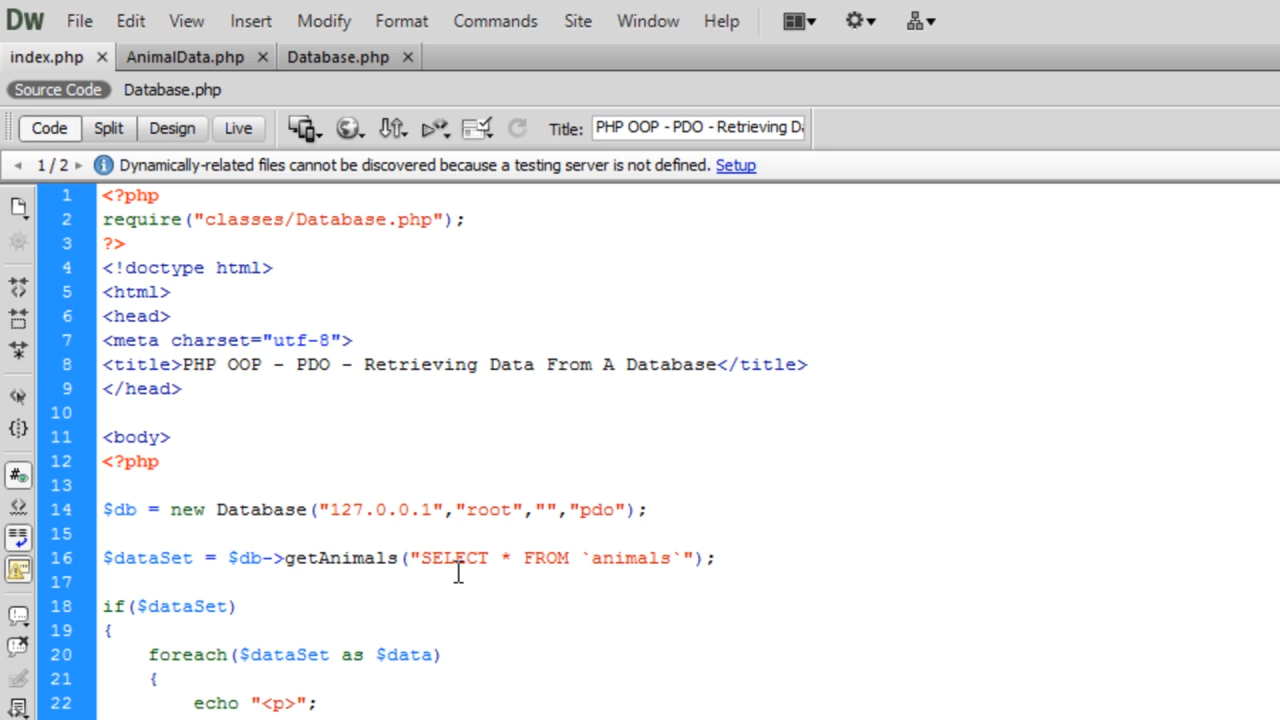 Dw File Edit View Insert Modify Format Commands Site Window Help
index.php AnimalData.php Database.php
Source Code Database.php
Code Split Design Live Title: PHP OOP - PDO - Retrieving Da
1 / 2 Dynamically-related files cannot be discovered because a testing server is not defined. Setup
1 <?php
2 require("classes/Database.php");
3 ?>
4 <!doctype html>
5 <html>
6 <head>
7 <meta charset="utf-8">
8 <title>PHP OOP - PDO - Retrieving Data From A Database</title>
9 </head>
10
11 <body>
12 <?php
13
14 $db = new Database("127.0.0.1","root","","pdo");
15
16 $dataSet = $db->getAnimals("SELECT * FROM `animals`");
17
18 if($dataSet)
19 {
20 foreach($dataSet as $data)
21 {
22 echo "<p>";